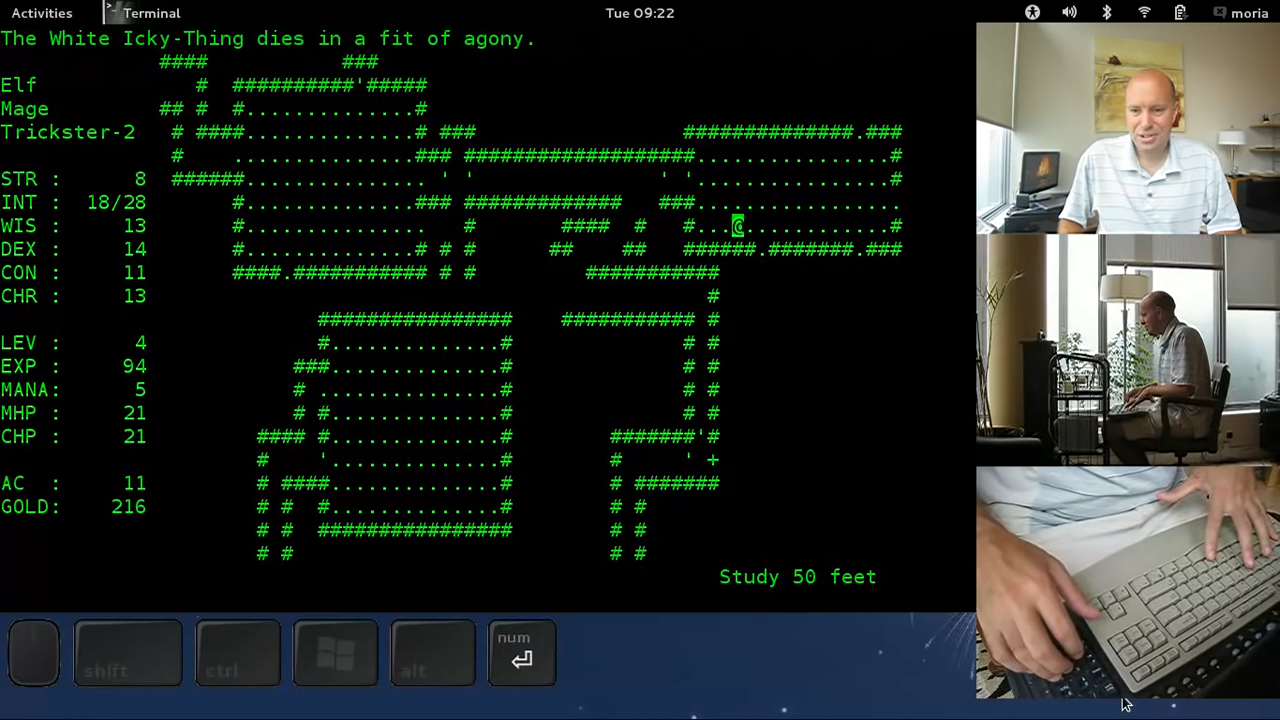 Activities Terminal Tue 09:22 moria
The White Icky-Thing dies in a fit of agony.
#### ###
Elf # ##########'#####
Mage ## # #..............#
Trickster-2 # ####..............# ### ##############.###
# ..............### ###################................#
STR : 8 ######.............. ' ' ' '................#
INT : 18/28 #..............### ############# ###.................
WIS : 13 #.............. # #### # #...@............#
DEX : 14 #..............# # # ## ## ######.#######.###
CON : 11 ####.########### # # ###########
CHR : 13 #
################ ########### #
LEV : 4 #..............# # #
EXP : 94 ###..............# # #
MANA: 5 # ..............# # #
MHP : 21 # #..............# # #
CHP : 21 #### #..............# #######'#
# '..............# # ' +
AC : 11 # ####..............# # #######
GOLD: 216 # # #..............# # #
# # ################ # #
# # # #
Study 50 feet
shift ctrl alt num